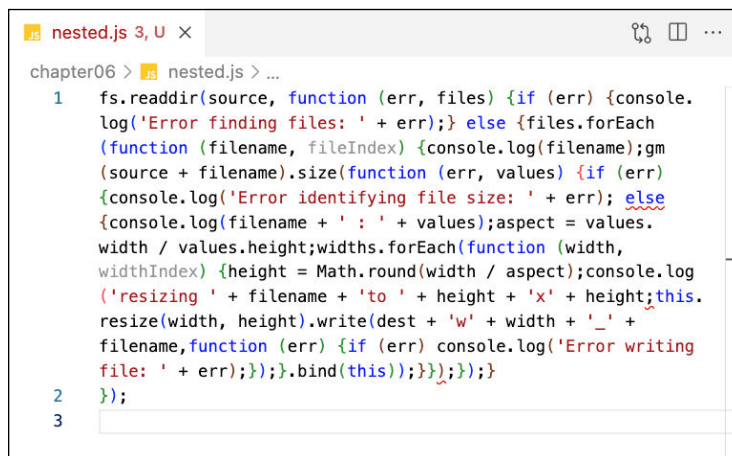 JS nested.js 3, U ×
chapter06 > JS nested.js > ...
1 fs.readdir(source, function (err, files) {if (err) {console.
log('Error finding files: ' + err);} else {files.forEach
(function (filename, fileIndex) {console.log(filename);gm
(source + filename).size(function (err, values) {if (err)
{console.log('Error identifying file size: ' + err); else
{console.log(filename + ' : ' + values);aspect = values.
width / values.height;widths.forEach(function (width,
widthIndex) {height = Math.round(width / aspect);console.log
('resizing ' + filename + 'to ' + height + 'x' + height;this.
resize(width, height).write(dest + 'w' + width + '_' +
filename,function (err) {if (err) console.log('Error writing
file: ' + err);});}.bind(this));}});});}
2 });
3